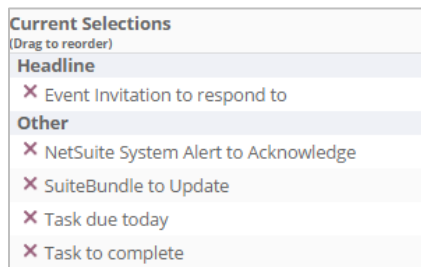 Current Selections
(Drag to reorder)
Headline
Event Invitation to respond to
Other
NetSuite System Alert to Acknowledge
SuiteBundle to Update
Task due today
Task to complete